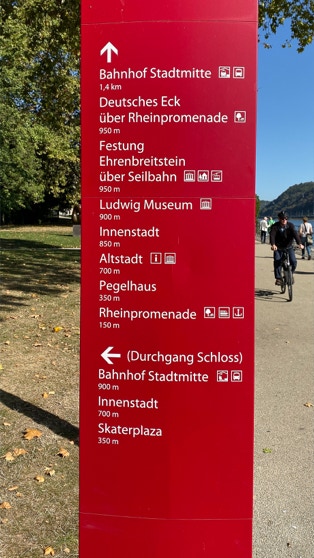 Bahnhof Stadtmitte
1,4 km
Deutsches Eck
über Rheinpromenade
950 m
Festung
Ehrenbreitstein
über Seilbahn
950 m
Ludwig Museum
900 m
Innenstadt
850 m
Altstadt i
700 m
Pegelhaus
350 m
Rheinpromenade
150 m
(Durchgang Schloss)
Bahnhof Stadtmitte
900 m
Innenstadt
700 m
Skaterplaza
350 m